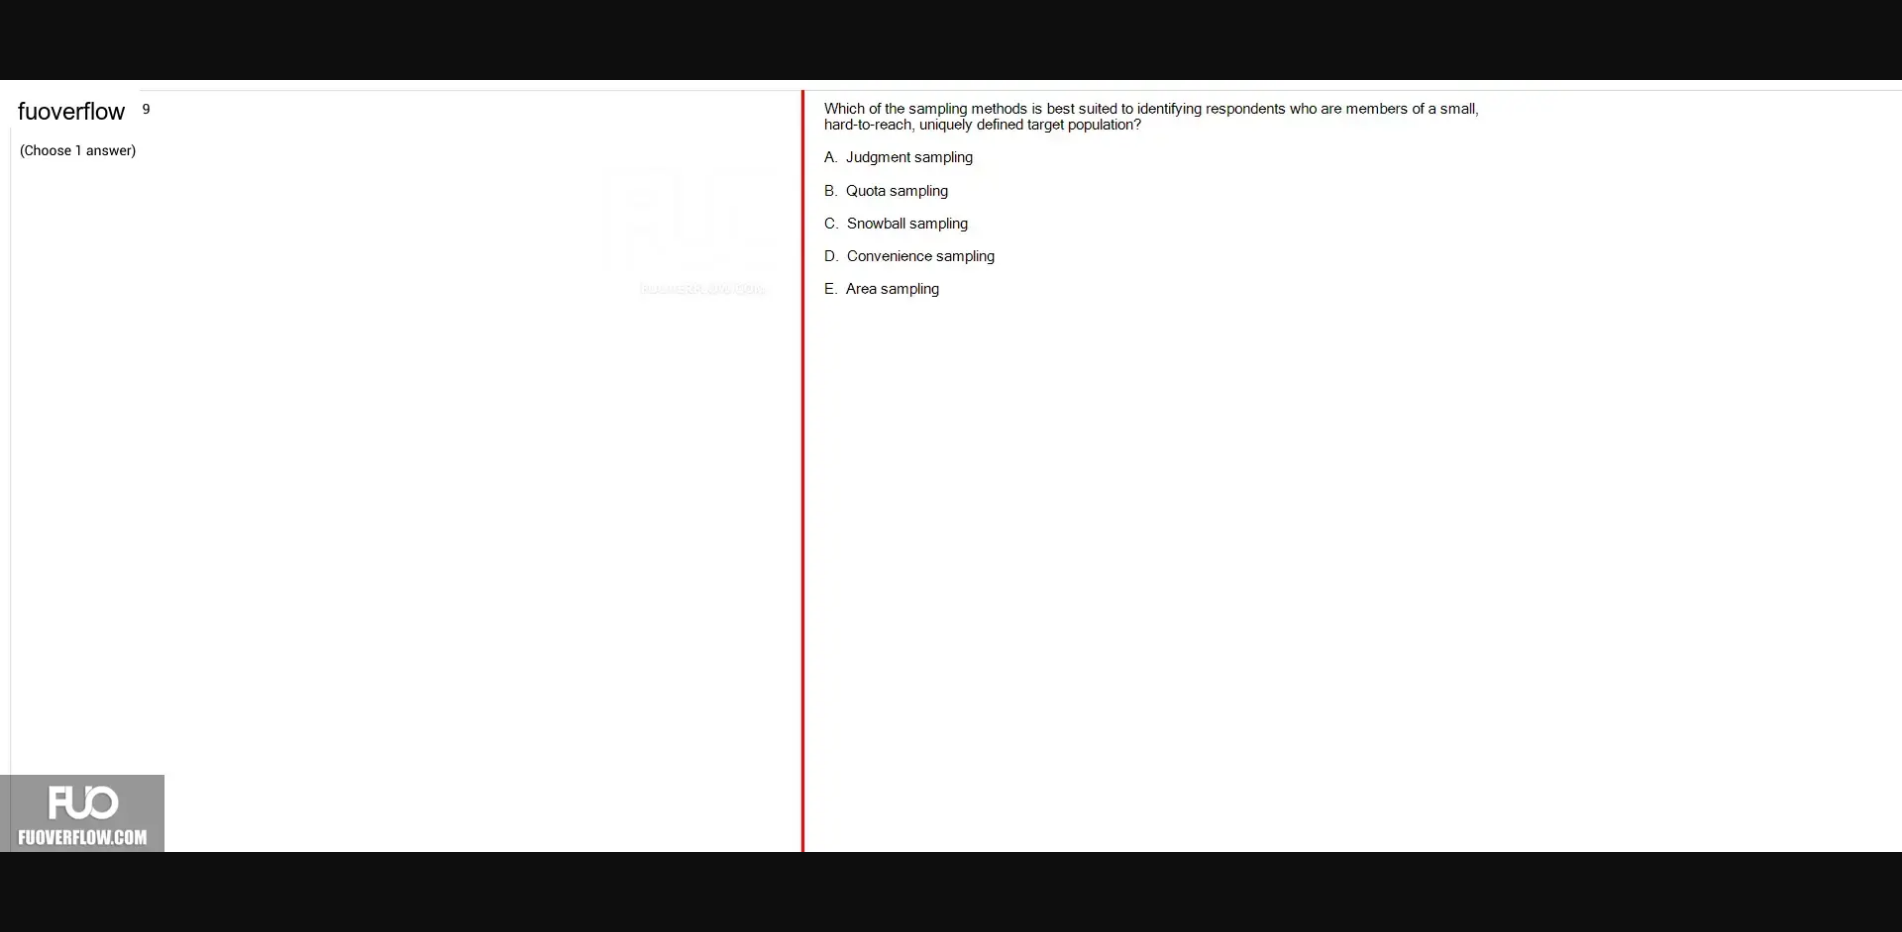 fuoverflow 9
(Choose 1 answer)
Which of the sampling methods is best suited to identifying respondents who are members of a small,
hard-to-reach, uniquely defined target population?
A. Judgment sampling
B. Quota sampling
C. Snowball sampling
D. Convenience sampling
E. Area sampling
FUOVERFLOW.COM
FUO
FUOVERFLOW.COM